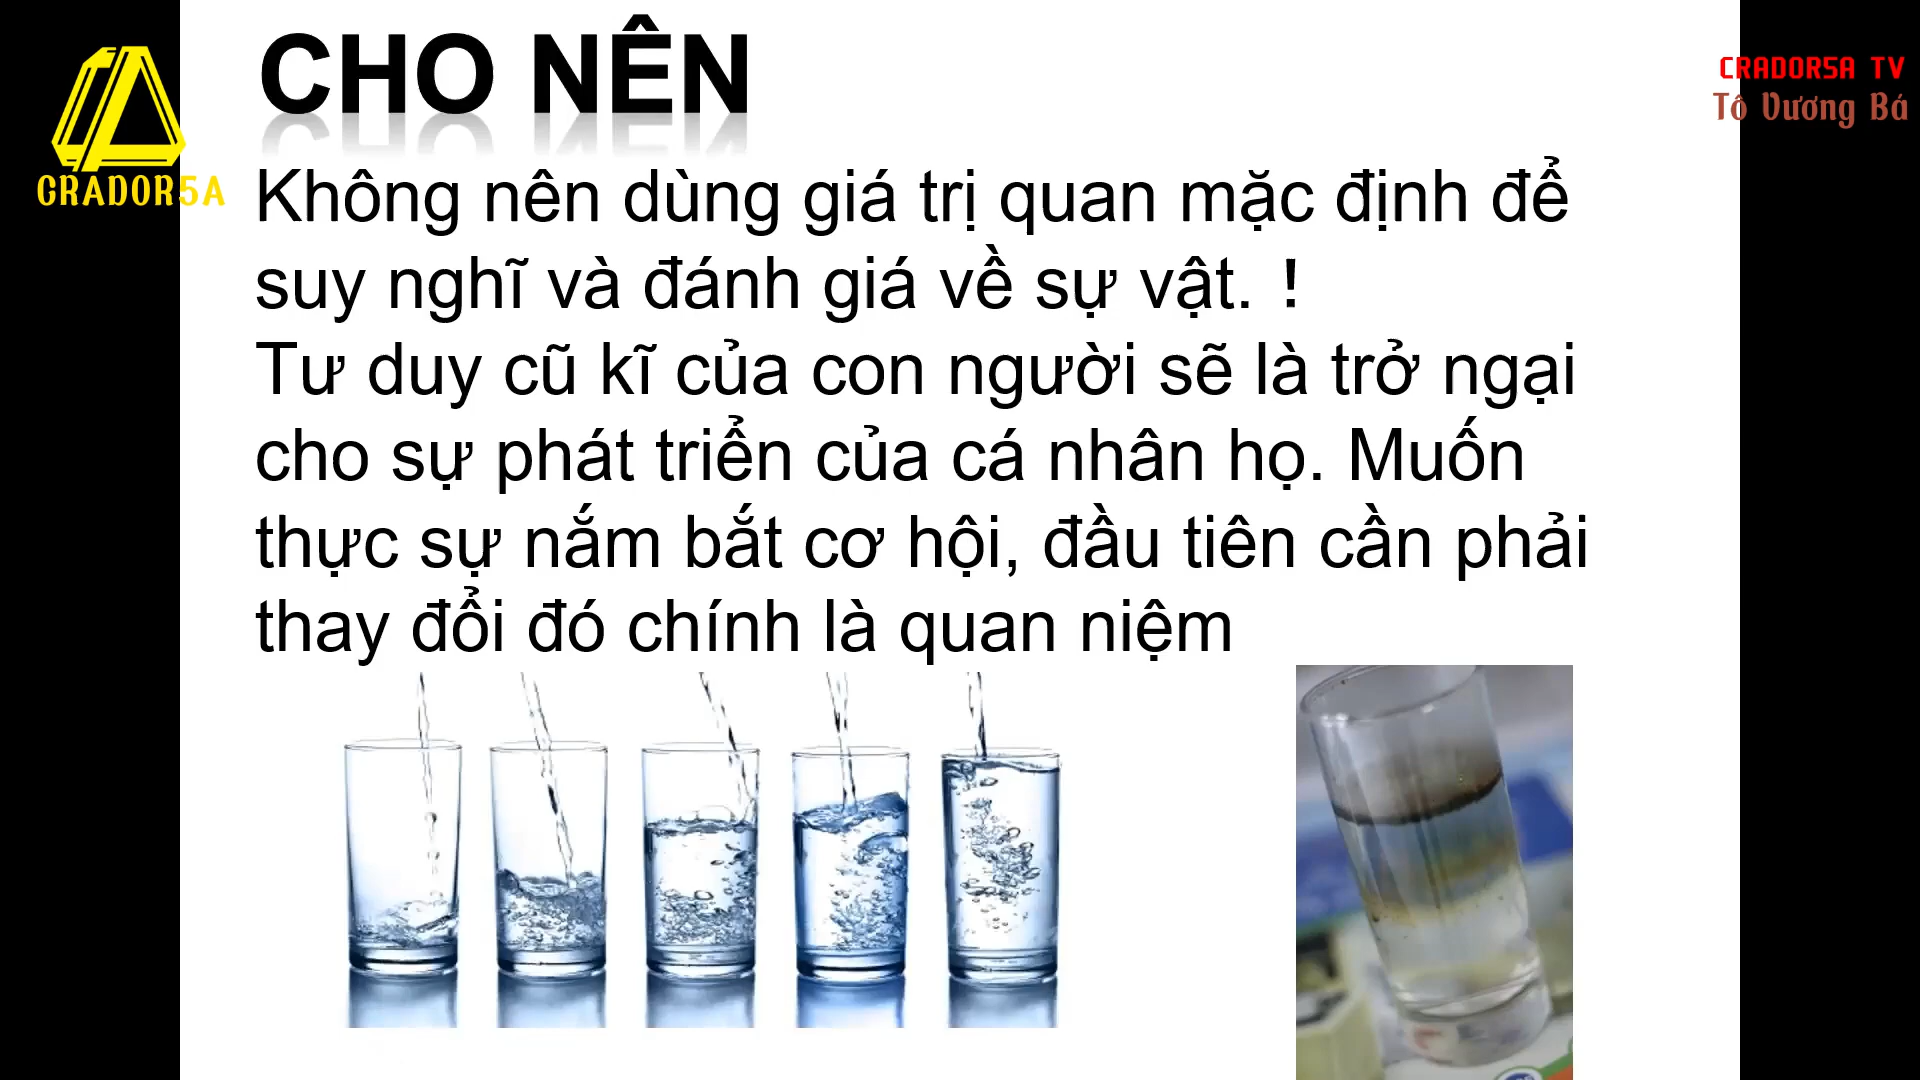 CHO NÊN
CRADOR5A TV
Tô Vương Bá
CRADOR5A
Không nên dùng giá trị quan mặc định để
suy nghĩ và đánh giá về sự vật. !
Tư duy cũ kĩ của con người sẽ là trở ngại
cho sự phát triển của cá nhân họ. Muốn
thực sự nắm bắt cơ hội, đầu tiên cần phải
thay đổi đó chính là quan niệm